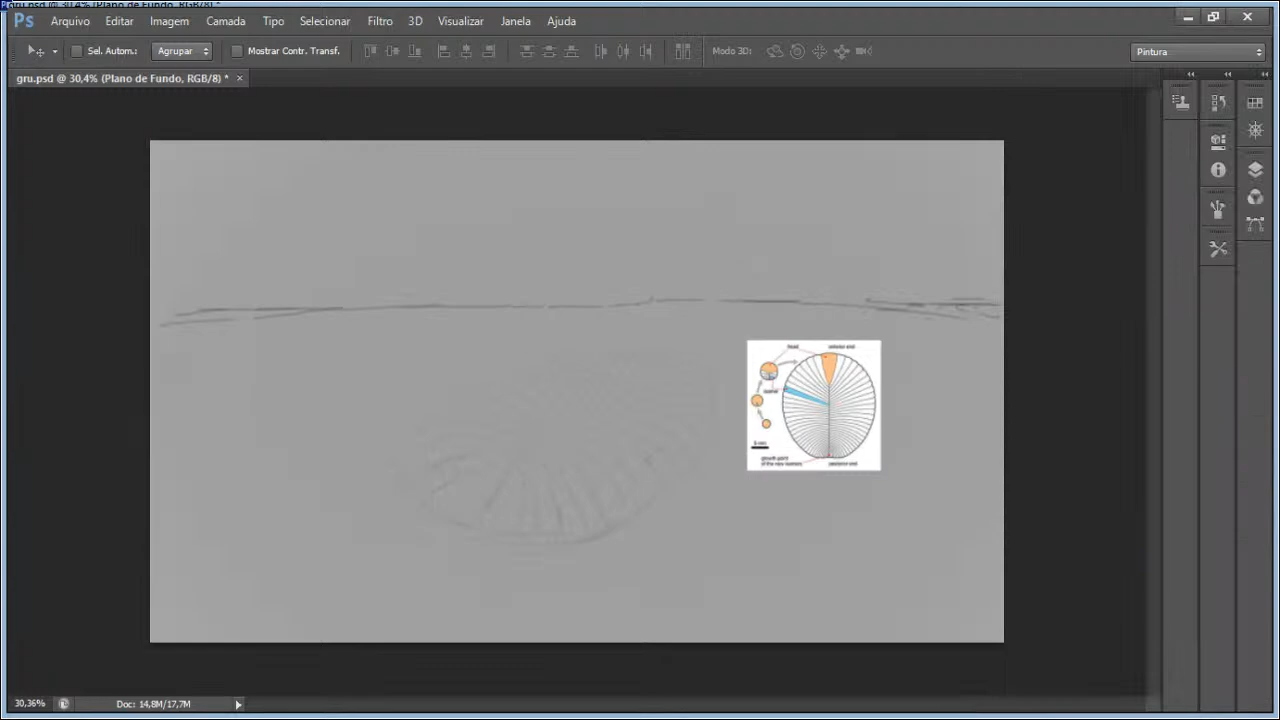 gru.psd @ 30,4% (Plano de Fundo, RGB/8) *
Ps Arquivo Editar Imagem Camada Tipo Selecionar Filtro 3D Visualizar Janela Ajuda
Sel. Autom.: Agrupar Mostrar Contr. Transf. Modo 3D: Pintura
gru.psd @ 30,4% (Plano de Fundo, RGB/8) * ×
head anterior end
growth point
of the new isomers posterior end
30,36% Doc: 14,8M/17,7M